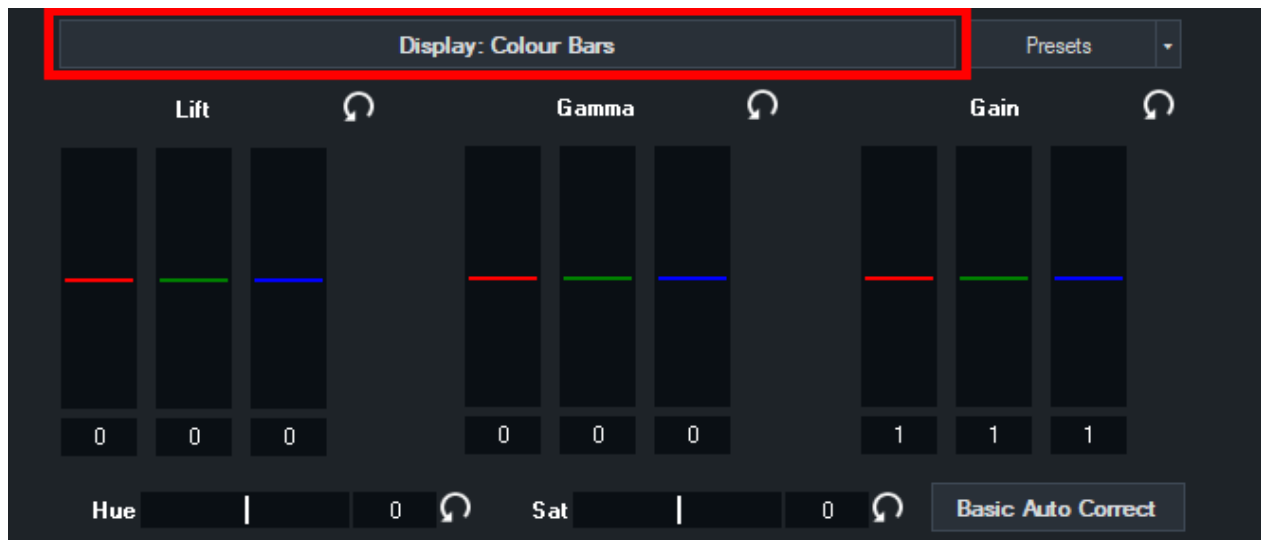 Display: Colour Bars Presets
Lift Gamma Gain
0 0 0 0 0 0 1 1 1
Hue 0 Sat 0 Basic Auto Correct